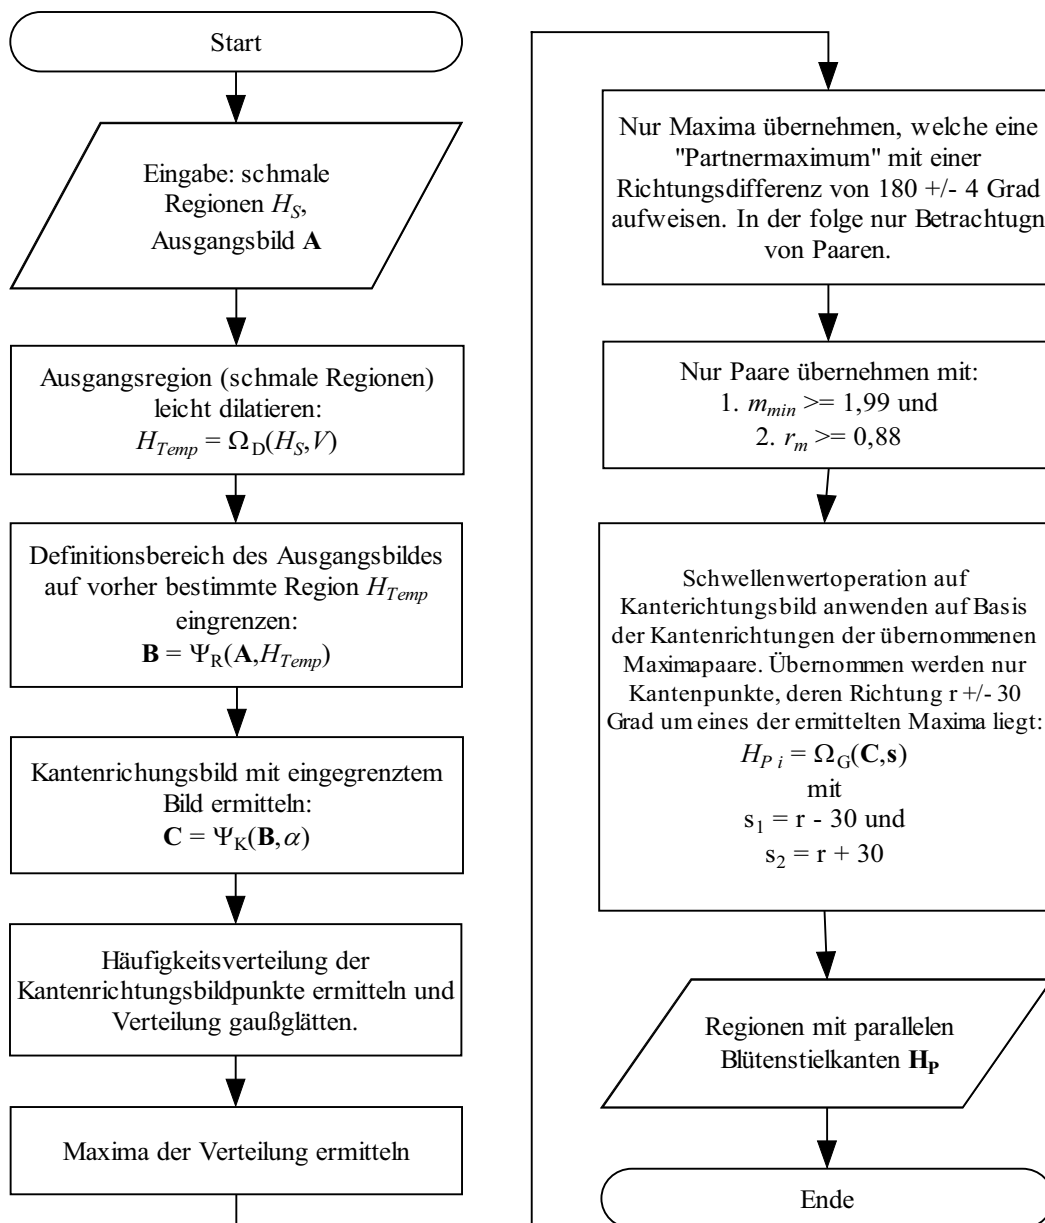 Start
Eingabe: schmale
Regionen H_S,
Ausgangsbild A
Ausgangsregion (schmale Regionen)
leicht dilatieren:
H_Temp = Ω_D(H_S,V)
Definitionsbereich des Ausgangsbildes
auf vorher bestimmte Region H_Temp
eingrenzen:
B = Ψ_R(A,H_Temp)
Kantenrichungsbild mit eingegrenztem
Bild ermitteln:
C = Ψ_K(B,α)
Häufigkeitsverteilung der
Kantenrichtungsbildpunkte ermitteln und
Verteilung gaußglätten.
Maxima der Verteilung ermitteln
Nur Maxima übernehmen, welche eine
"Partnermaximum" mit einer
Richtungsdifferenz von 180 +/- 4 Grad
aufweisen. In der folge nur Betrachtugn
von Paaren.
Nur Paare übernehmen mit:
1. m_min >= 1,99 und
2. r_m >= 0,88
Schwellenwertoperation auf
Kanterichtungsbild anwenden auf Basis
der Kantenrichtungen der übernommenen
Maximapaare. Übernommen werden nur
Kantenpunkte, deren Richtung r +/- 30
Grad um eines der ermittelten Maxima liegt:
H_P i = Ω_G(C,s)
mit
s_1 = r - 30 und
s_2 = r + 30
Regionen mit parallelen
Blütenstielkanten H_P
Ende